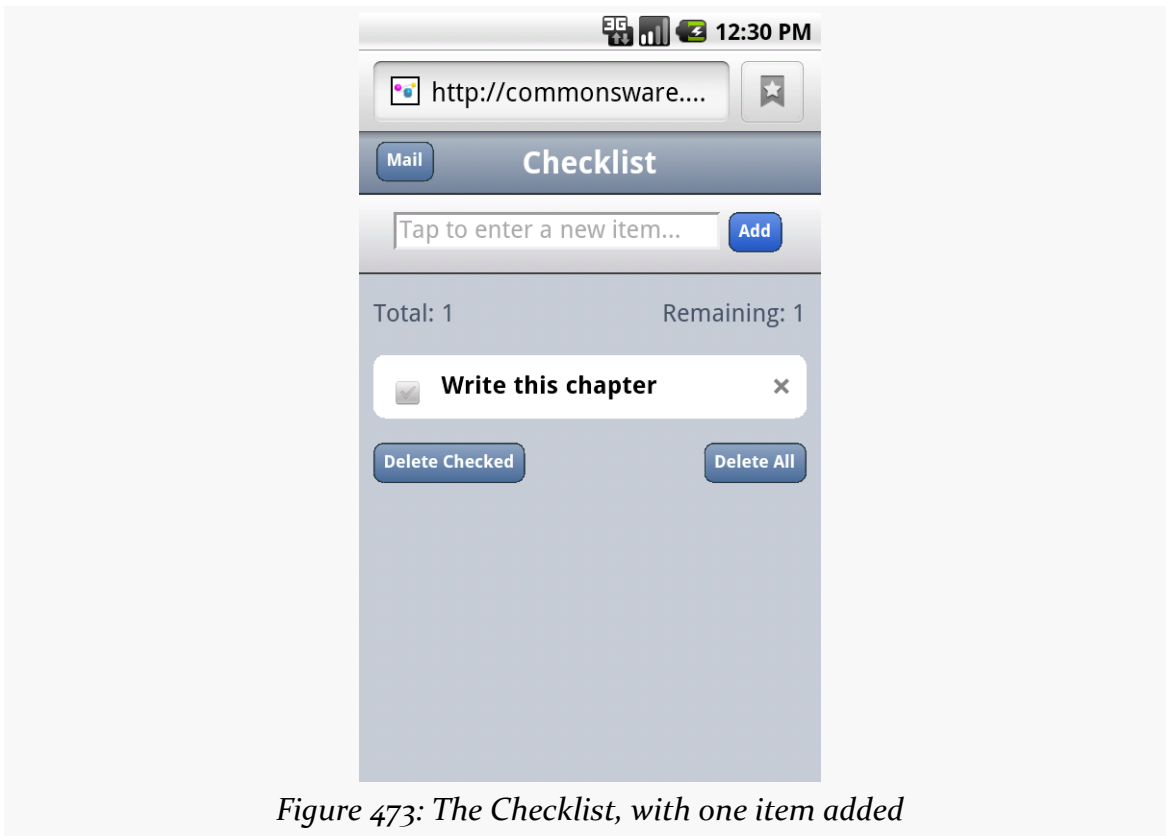 3G 12:30 PM
http://commonsware....
Mail Checklist
Tap to enter a new item... Add
Total: 1 Remaining: 1
Write this chapter ×
Delete Checked Delete All
Figure 473: The Checklist, with one item added